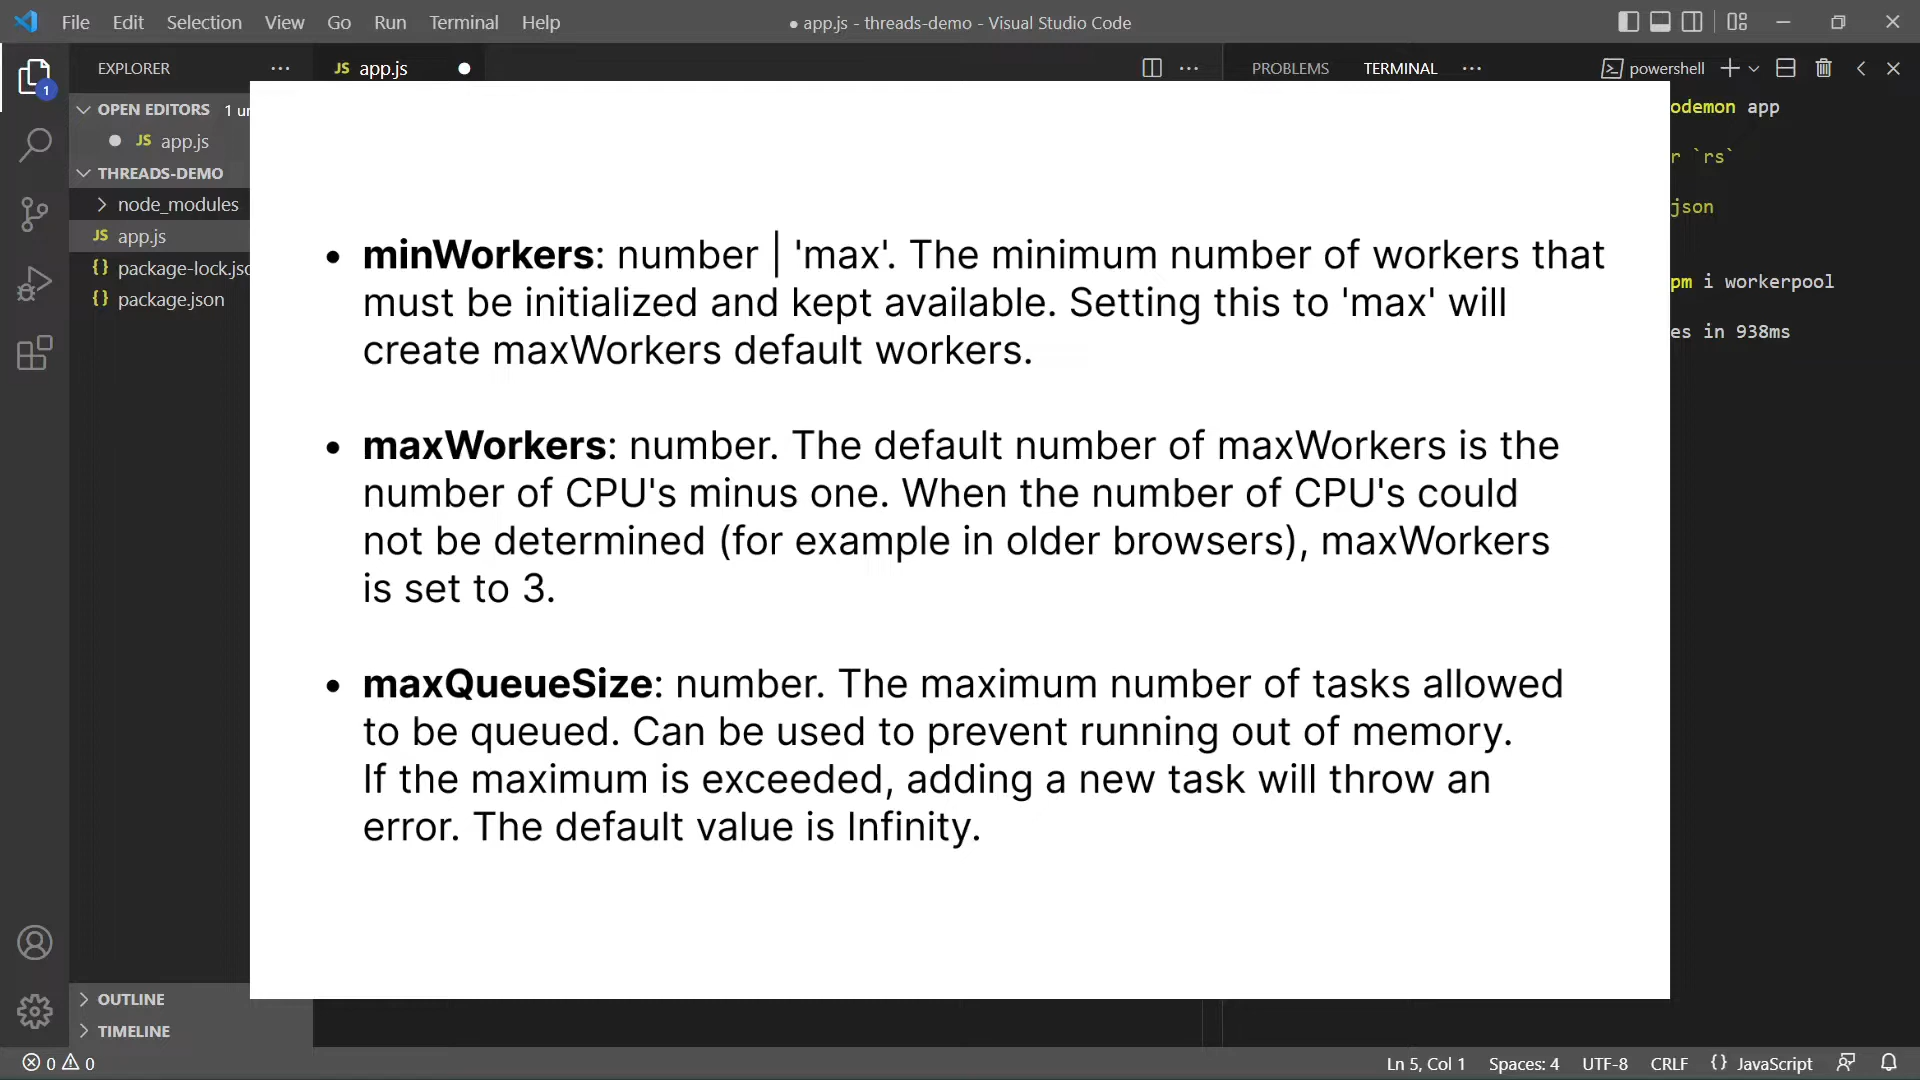 File Edit Selection View Go Run Terminal Help
● app.js - threads-demo - Visual Studio Code
EXPLORER
JS app.js
PROBLEMS TERMINAL
powershell
1
OPEN EDITORS 1 un
JS app.js
THREADS-DEMO
node_modules
JS app.js
{} package-lock.jso
{} package.json
odemon app
r `rs`
json
pm i workerpool
es in 938ms
• minWorkers: number | 'max'. The minimum number of workers that
must be initialized and kept available. Setting this to 'max' will
create maxWorkers default workers.
• maxWorkers: number. The default number of maxWorkers is the
number of CPU's minus one. When the number of CPU's could
not be determined (for example in older browsers), maxWorkers
is set to 3.
• maxQueueSize: number. The maximum number of tasks allowed
to be queued. Can be used to prevent running out of memory.
If the maximum is exceeded, adding a new task will throw an
error. The default value is Infinity.
OUTLINE
TIMELINE
0 0
Ln 5, Col 1 Spaces: 4 UTF-8 CRLF {} JavaScript